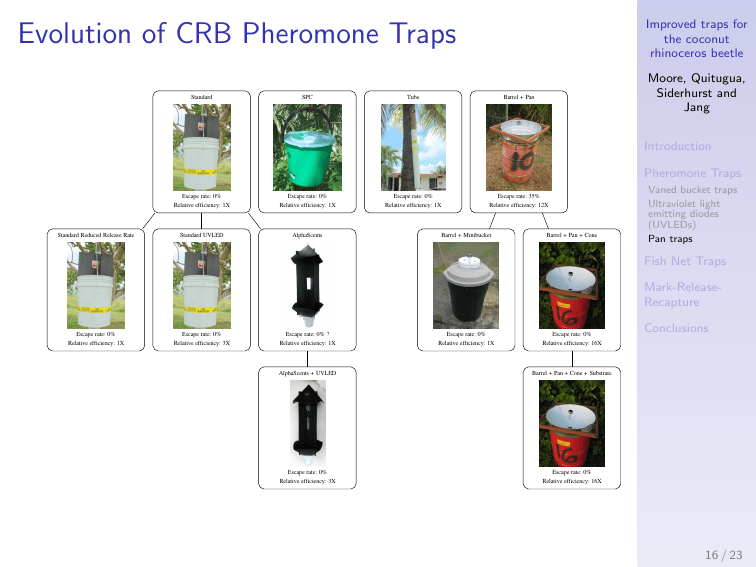 Evolution of CRB Pheromone Traps
Standard
Escape rate: 0%
Relative efficiency: 1X
SPC
Escape rate: 0%
Relative efficiency: 1X
Tube
Escape rate: 0%
Relative efficiency: 1X
Barrel + Pan
10
Escape rate: 35%
Relative efficiency: 12X
Standard Reduced Release Rate
Escape rate: 0%
Relative efficiency: 1X
Standard UVLED
Escape rate: 0%
Relative efficiency: 3X
AlphaScents
Escape rate: 0% ?
Relative efficiency: 1X
Barrel + Minibucket
Escape rate: 0%
Relative efficiency: 1X
Barrel + Pan + Cone
16
Escape rate: 0%
Relative efficiency: 16X
AlphaScents + UVLED
Escape rate: 0%
Relative efficiency: 3X
Barrel + Pan + Cone + Substrate
16
Escape rate: 0%
Relative efficiency: 16X
Improved traps for
the coconut
rhinoceros beetle
Moore, Quitugua,
Siderhurst and
Jang
Introduction
Pheromone Traps
Vaned bucket traps
Ultraviolet light
emitting diodes
(UVLEDs)
Pan traps
Fish Net Traps
Mark-Release-
Recapture
Conclusions
16 / 23